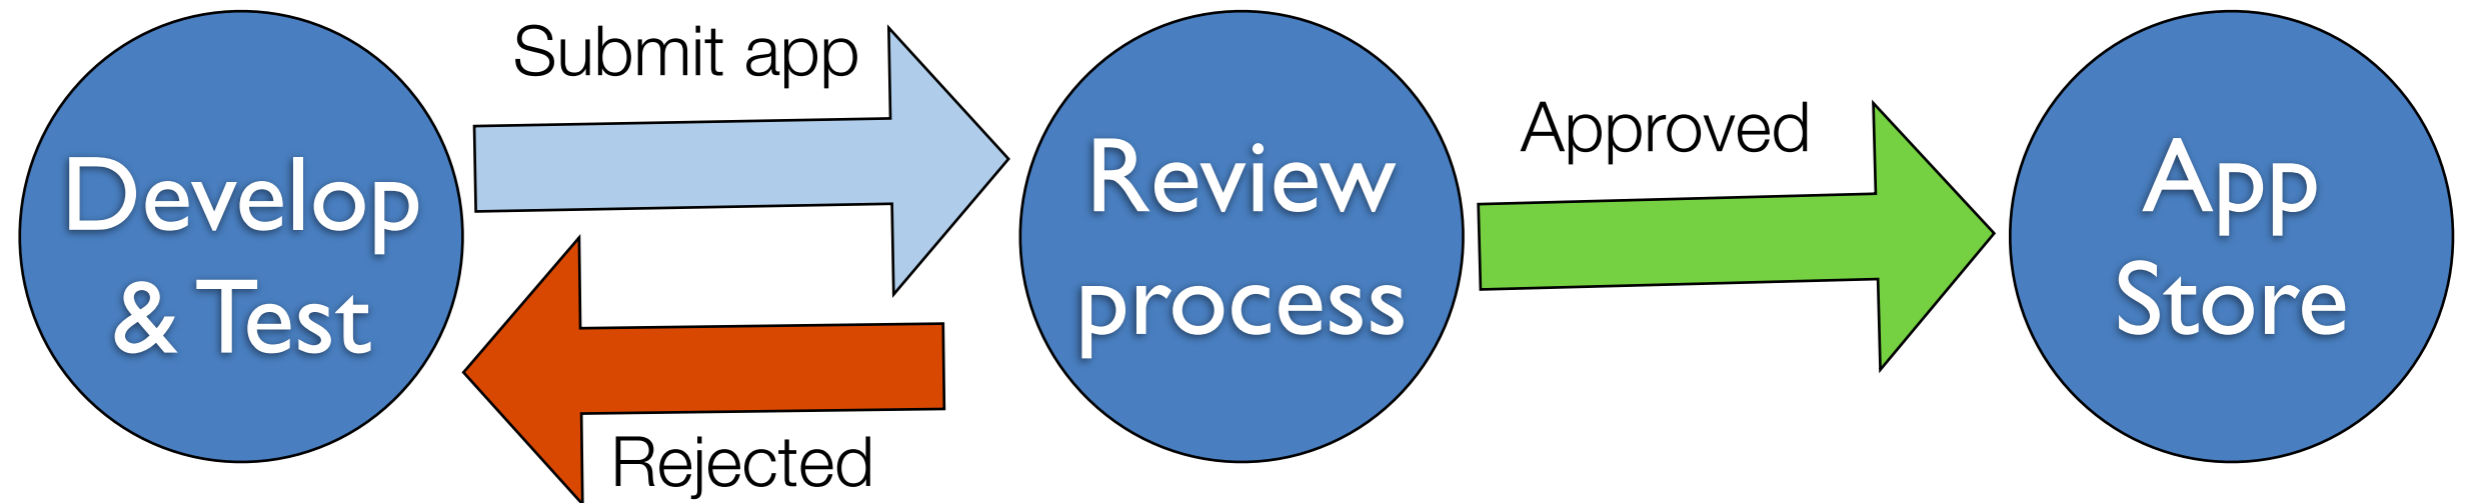 Submit app
Develop
& Test
Rejected
Review
process
Approved
App
Store